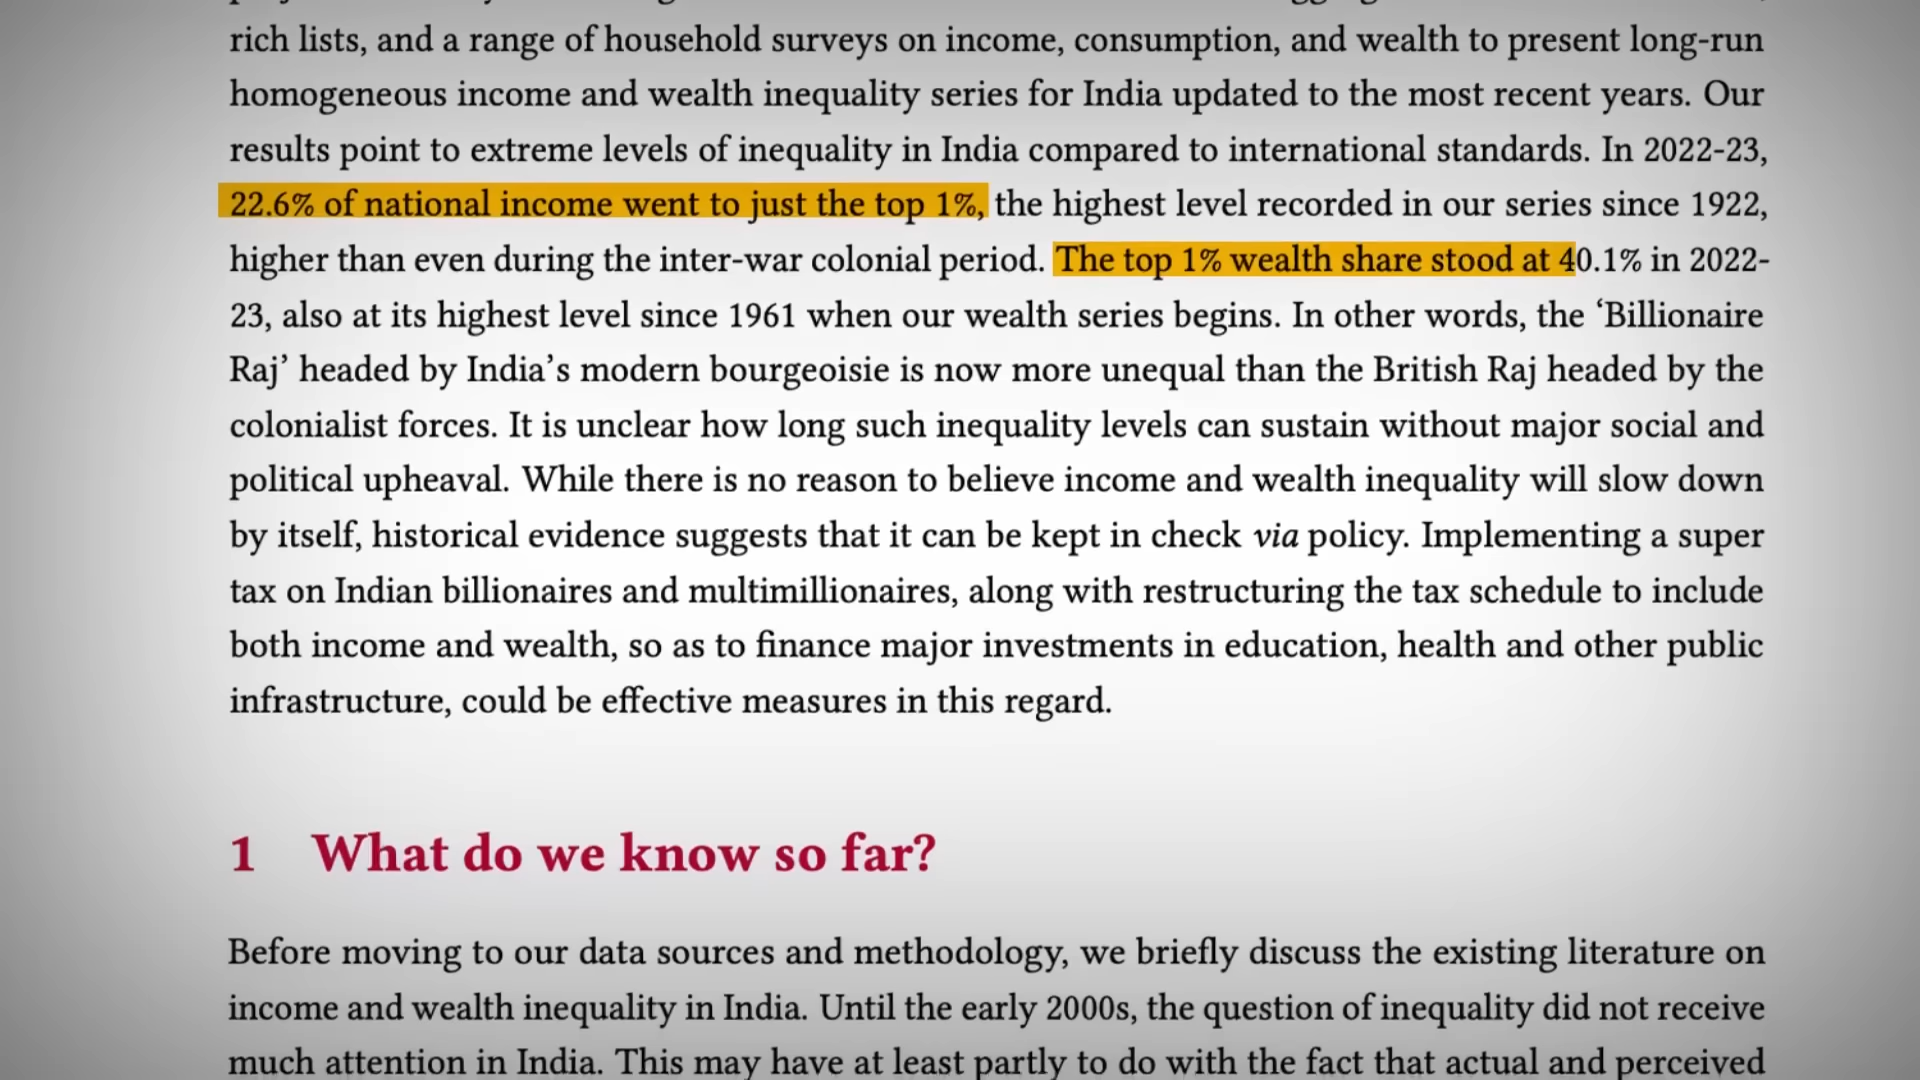 rich lists, and a range of household surveys on income, consumption, and wealth to present long-run
homogeneous income and wealth inequality series for India updated to the most recent years. Our
results point to extreme levels of inequality in India compared to international standards. In 2022-23,
22.6% of national income went to just the top 1%, the highest level recorded in our series since 1922,
higher than even during the inter-war colonial period. The top 1% wealth share stood at 40.1% in 2022-
23, also at its highest level since 1961 when our wealth series begins. In other words, the ‘Billionaire
Raj’ headed by India’s modern bourgeoisie is now more unequal than the British Raj headed by the
colonialist forces. It is unclear how long such inequality levels can sustain without major social and
political upheaval. While there is no reason to believe income and wealth inequality will slow down
by itself, historical evidence suggests that it can be kept in check via policy. Implementing a super
tax on Indian billionaires and multimillionaires, along with restructuring the tax schedule to include
both income and wealth, so as to finance major investments in education, health and other public
infrastructure, could be effective measures in this regard.
1 What do we know so far?
Before moving to our data sources and methodology, we briefly discuss the existing literature on
income and wealth inequality in India. Until the early 2000s, the question of inequality did not receive
much attention in India. This may have at least partly to do with the fact that actual and perceived